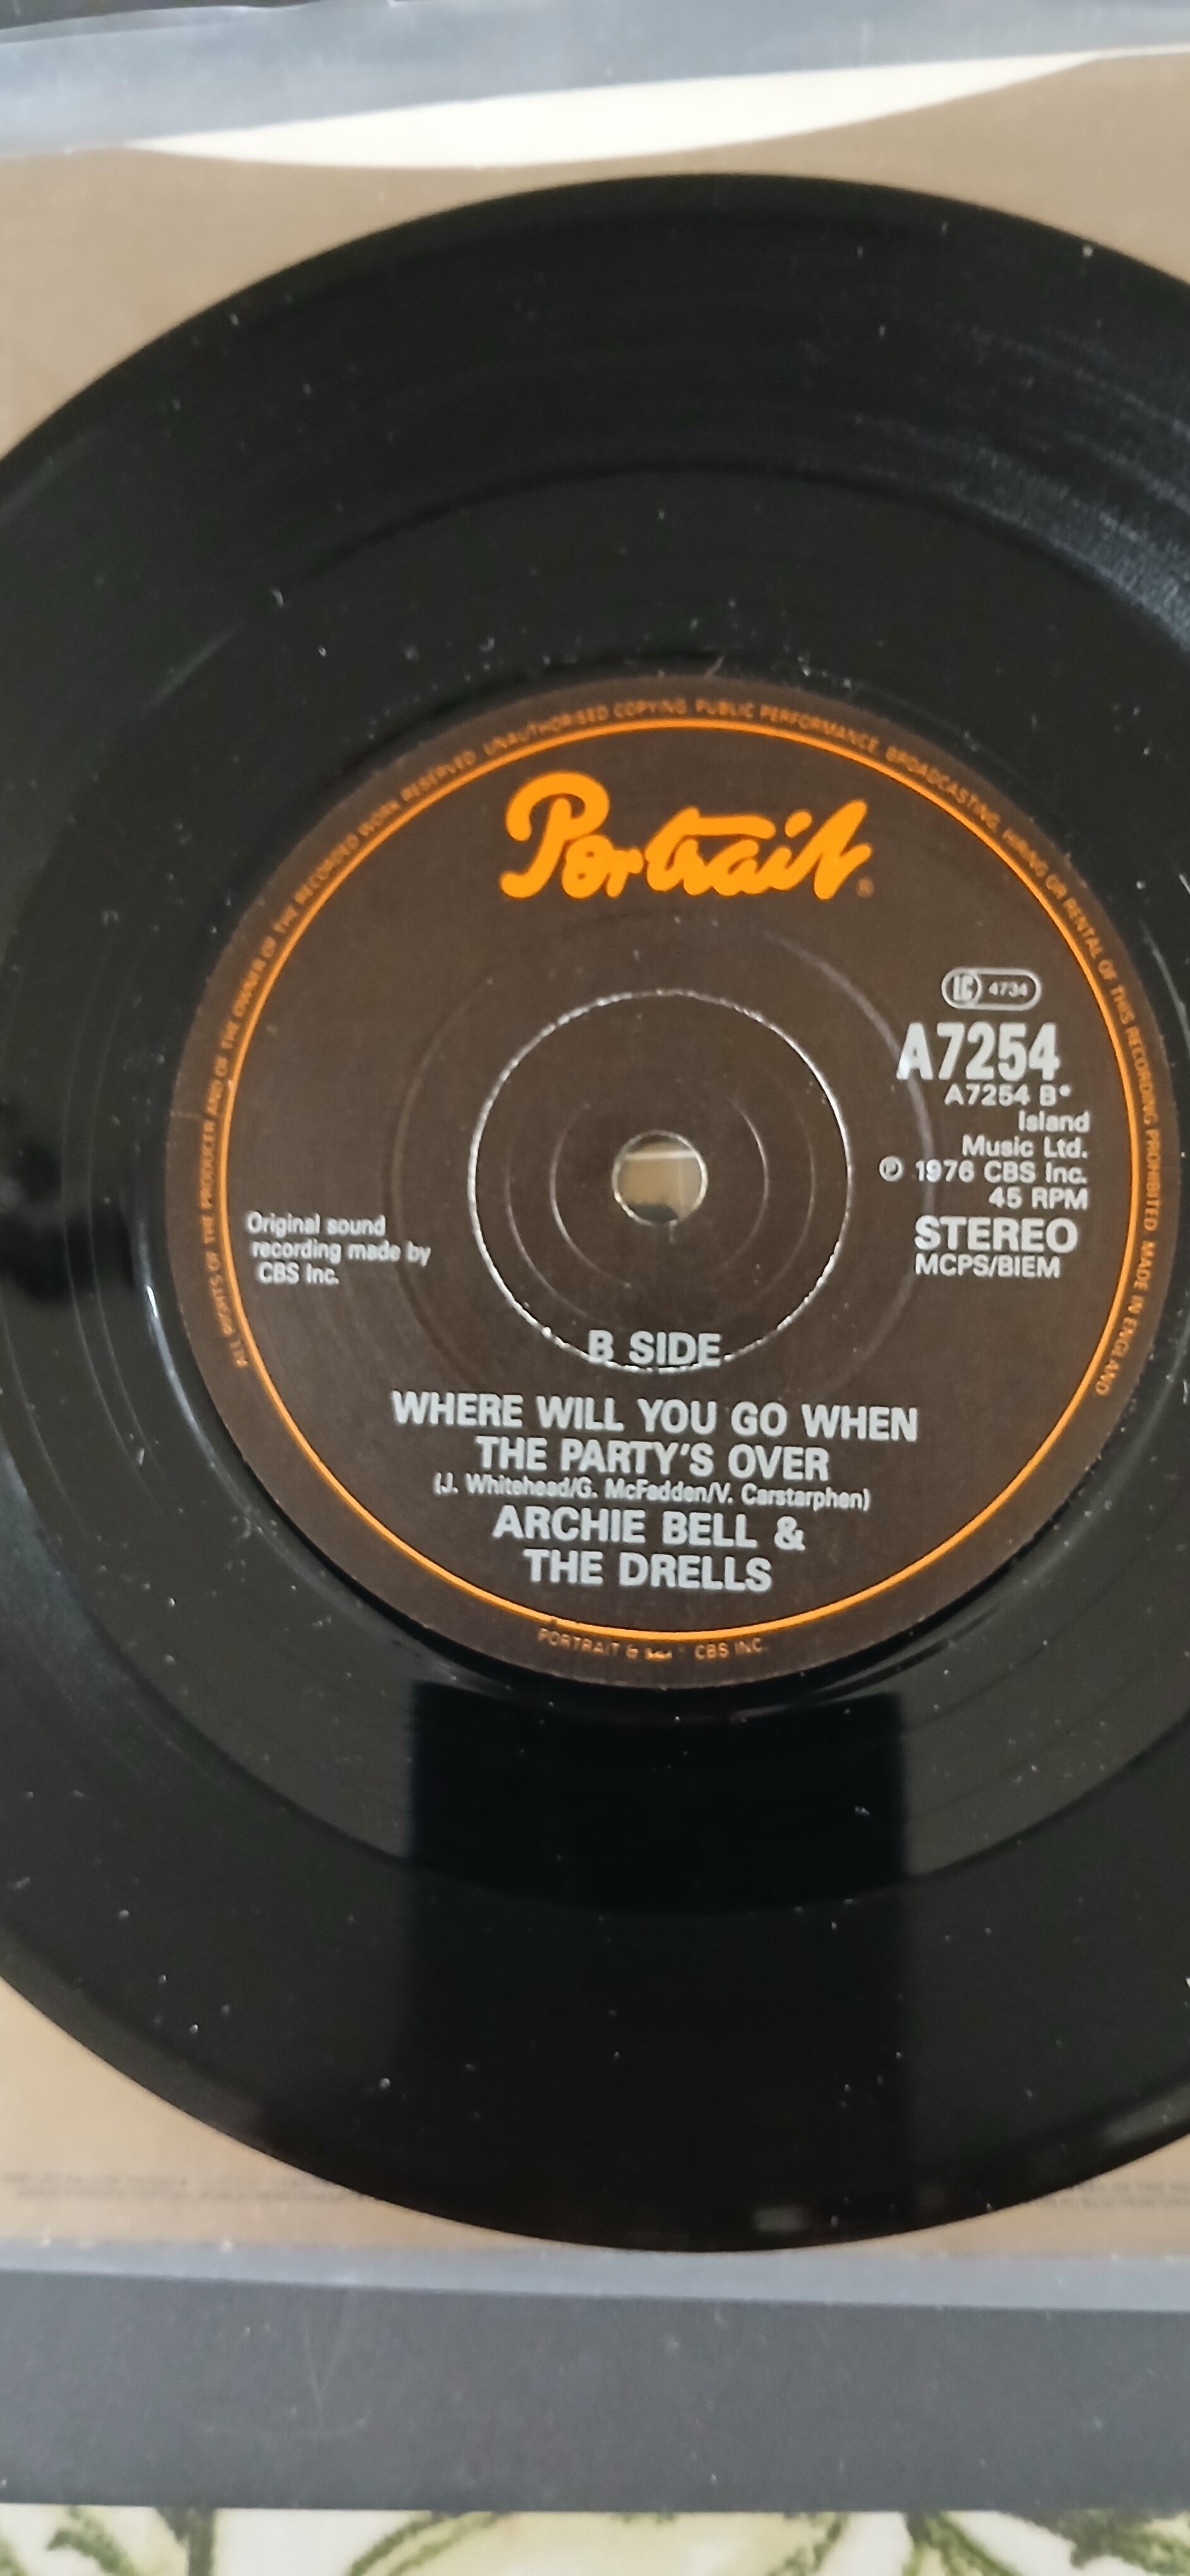 ALL RIGHTS OF THE PRODUCER AND OF THE OWNER OF THE RECORDED WORK RESERVED. UNAUTHORISED COPYING, PUBLIC PERFORMANCE, BROADCASTING, HIRING OR RENTAL OF THIS RECORDING PROHIBITED. MADE IN ENGLAND
Portrait®
LC 4734
A7254
A7254 B*
Island
Music Ltd.
℗ 1976 CBS Inc.
45 RPM
STEREO
MCPS/BIEM
Original sound
recording made by
CBS Inc.
B SIDE
WHERE WILL YOU GO WHEN
THE PARTY'S OVER
(J. Whitehead/G. McFadden/V. Carstarphen)
ARCHIE BELL &
THE DRELLS
PORTRAIT & CBS INC.